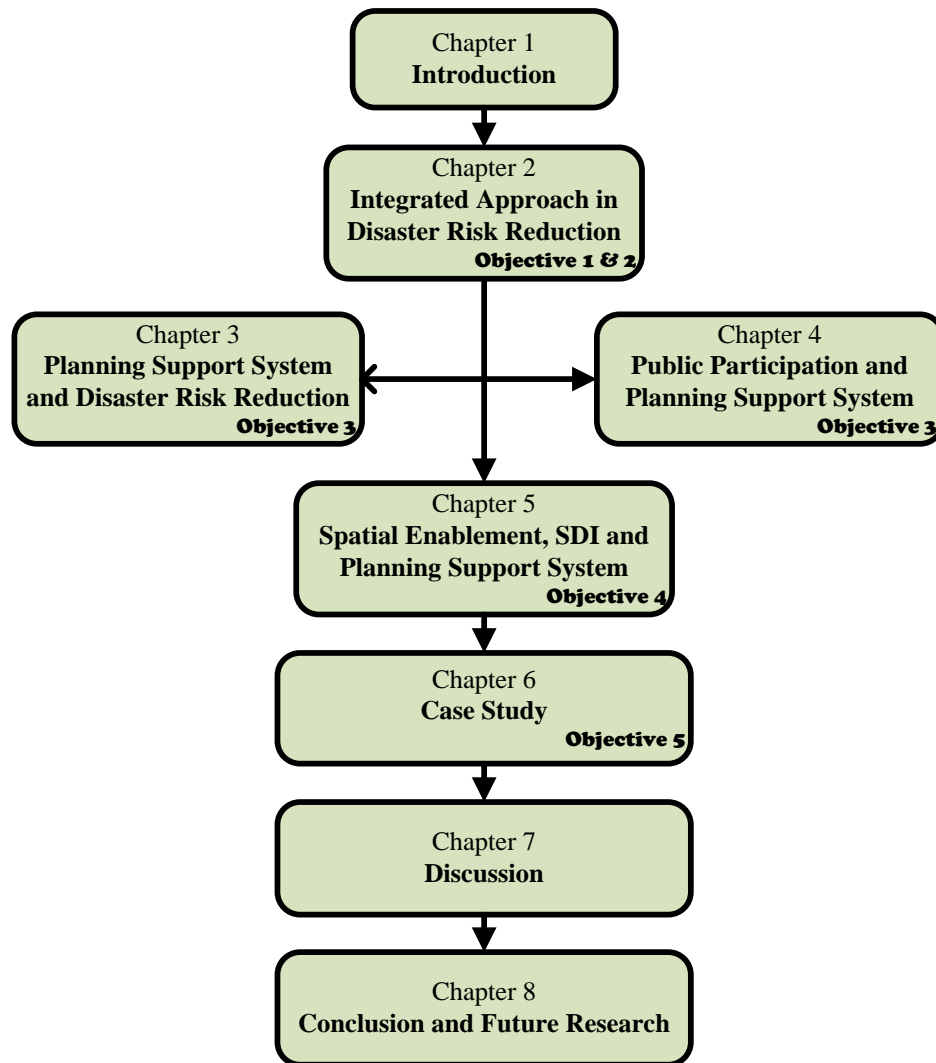 Chapter 1
Introduction
Chapter 2
Integrated Approach in
Disaster Risk Reduction
Objective 1 & 2
Chapter 3
Planning Support System
and Disaster Risk Reduction
Objective 3
Chapter 4
Public Participation and
Planning Support System
Objective 3
Chapter 5
Spatial Enablement, SDI and
Planning Support System
Objective 4
Chapter 6
Case Study
Objective 5
Chapter 7
Discussion
Chapter 8
Conclusion and Future Research